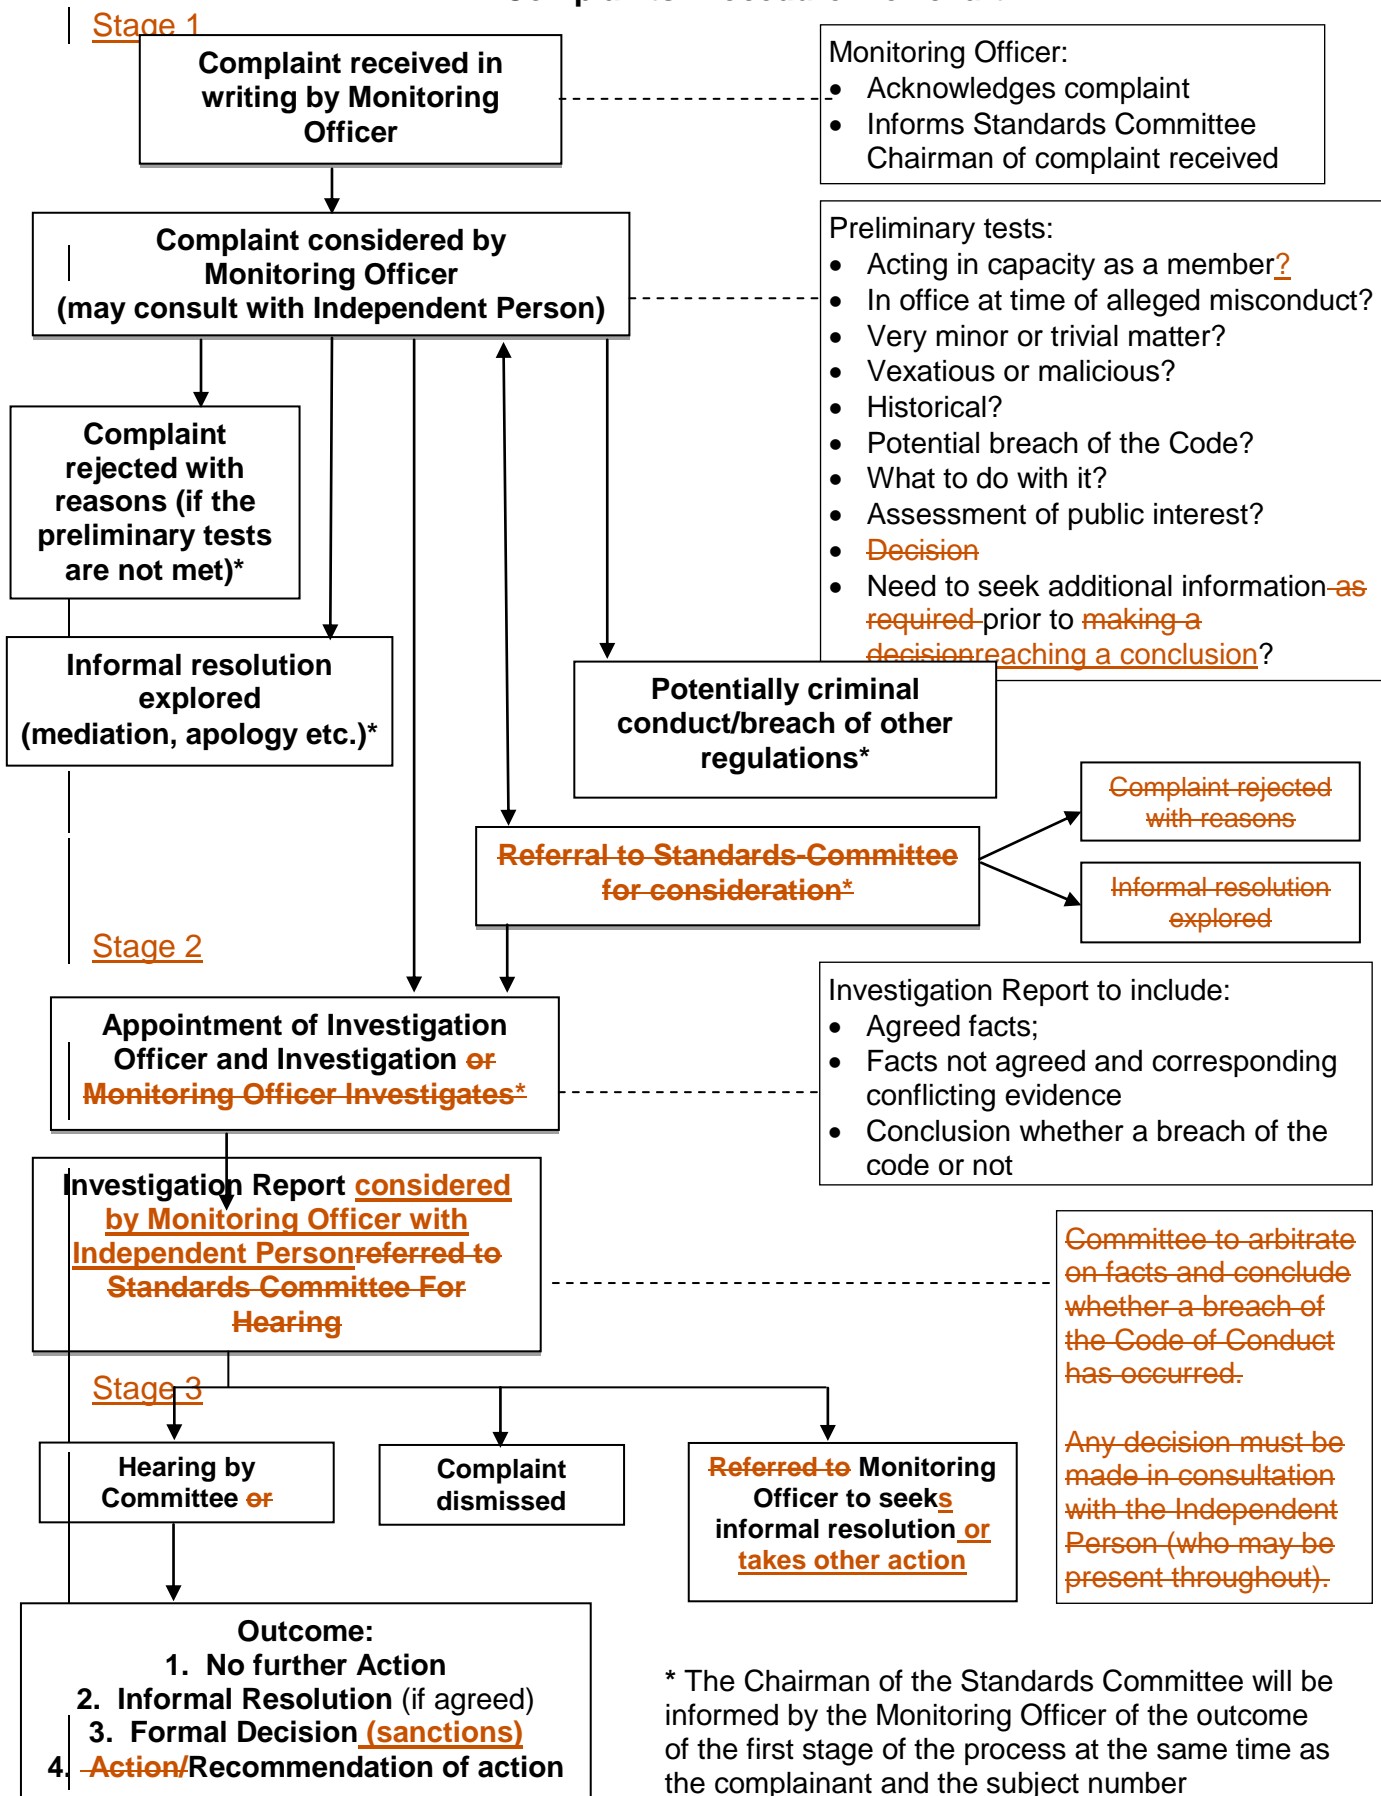 Complaints Procedure Flowchart
Stage 1
Complaint received in
writing by Monitoring
Officer
Monitoring Officer:
• Acknowledges complaint
• Informs Standards Committee
Chairman of complaint received
Complaint considered by
Monitoring Officer
(may consult with Independent Person)
Preliminary tests:
• Acting in capacity as a member?
• In office at time of alleged misconduct?
• Very minor or trivial matter?
• Vexatious or malicious?
• Historical?
• Potential breach of the Code?
• What to do with it?
• Assessment of public interest?
• Decision
• Need to seek additional information as
required prior to making a
decisionreaching a conclusion?
Complaint
rejected with
reasons (if the
preliminary tests
are not met)*
Informal resolution
explored
(mediation, apology etc.)*
Potentially criminal
conduct/breach of other
regulations*
Referral to Standards-Committee
for consideration*
Complaint rejected
with reasons
Informal resolution
explored
Stage 2
Appointment of Investigation
Officer and Investigation or
Monitoring Officer Investigates*
Investigation Report to include:
• Agreed facts;
• Facts not agreed and corresponding
conflicting evidence
• Conclusion whether a breach of the
code or not
Investigation Report considered
by Monitoring Officer with
Independent Personreferred to
Standards Committee For
Hearing
Committee to arbitrate
on facts and conclude
whether a breach of
the Code of Conduct
has occurred.
Any decision must be
made in consultation
with the Independent
Person (who may be
present throughout).
Stage 3
Hearing by
Committee or
Complaint
dismissed
Referred to Monitoring
Officer to seeks
informal resolution or
takes other action
Outcome:
1. No further Action
2. Informal Resolution (if agreed)
3. Formal Decision (sanctions)
4. Action/Recommendation of action
* The Chairman of the Standards Committee will be
informed by the Monitoring Officer of the outcome
of the first stage of the process at the same time as
the complainant and the subject number